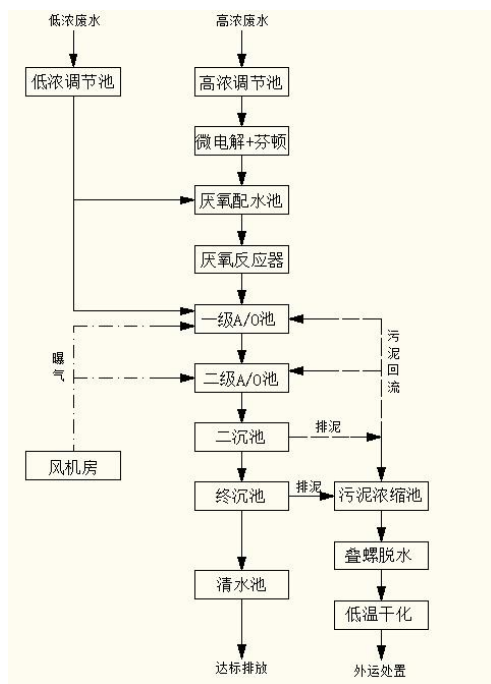 低浓废水
高浓废水
低浓调节池
高浓调节池
微电解+芬顿
厌氧配水池
厌氧反应器
一级A/O池
污泥回流
曝气
二级A/O池
二沉池
排泥
风机房
终沉池
排泥
污泥浓缩池
叠螺脱水
清水池
低温干化
达标排放
外运处置